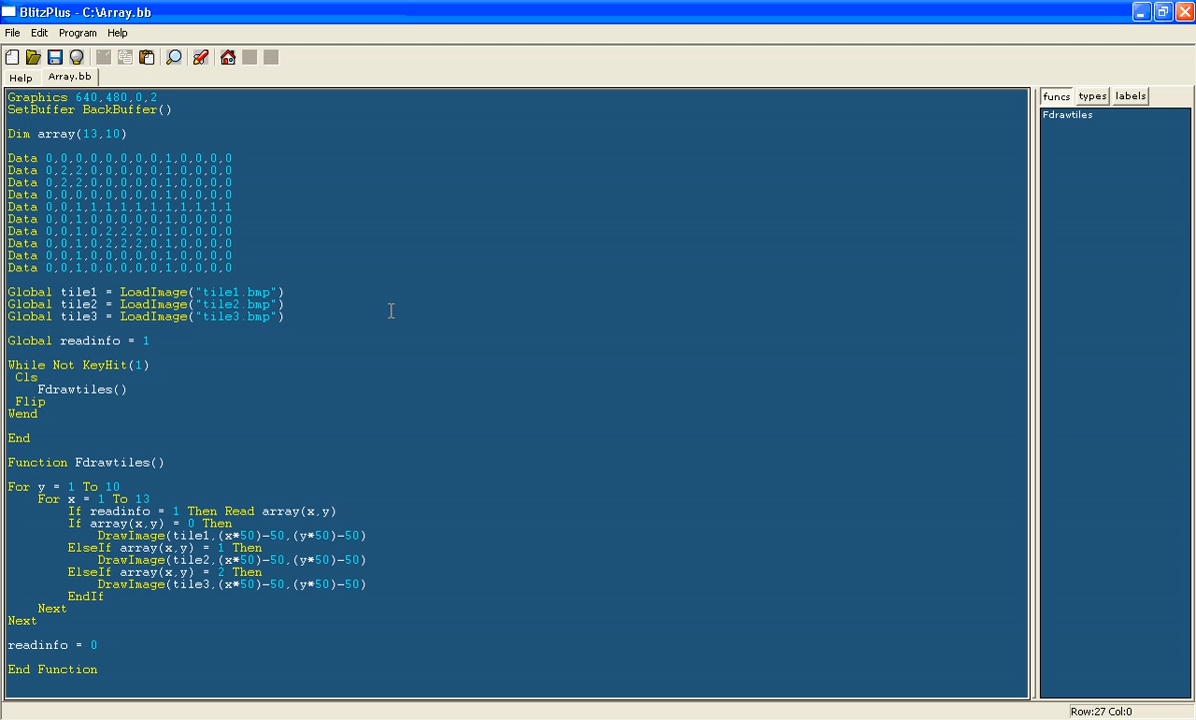 BlitzPlus - C:\Array.bb
File Edit Program Help
Help Array.bb
Graphics 640,480,0,2
SetBuffer BackBuffer()
Dim array(13,10)
Data 0,0,0,0,0,0,0,0,1,0,0,0,0
Data 0,2,2,0,0,0,0,0,1,0,0,0,0
Data 0,2,2,0,0,0,0,0,1,0,0,0,0
Data 0,0,0,0,0,0,0,0,1,0,0,0,0
Data 0,0,1,1,1,1,1,1,1,1,1,1,1
Data 0,0,1,0,0,0,0,0,1,0,0,0,0
Data 0,0,1,0,2,2,2,0,1,0,0,0,0
Data 0,0,1,0,2,2,2,0,1,0,0,0,0
Data 0,0,1,0,0,0,0,0,1,0,0,0,0
Data 0,0,1,0,0,0,0,0,1,0,0,0,0
Global tile1 = LoadImage("tile1.bmp")
Global tile2 = LoadImage("tile2.bmp")
Global tile3 = LoadImage("tile3.bmp")
Global readinfo = 1
While Not KeyHit(1)
Cls
Fdrawtiles()
Flip
Wend
End
Function Fdrawtiles()
For y = 1 To 10
For x = 1 To 13
If readinfo = 1 Then Read array(x,y)
If array(x,y) = 0 Then
DrawImage(tile1,(x*50)-50,(y*50)-50)
ElseIf array(x,y) = 1 Then
DrawImage(tile2,(x*50)-50,(y*50)-50)
ElseIf array(x,y) = 2 Then
DrawImage(tile3,(x*50)-50,(y*50)-50)
EndIf
Next
Next
readinfo = 0
End Function
funcs types labels
Fdrawtiles
Row:27 Col:0